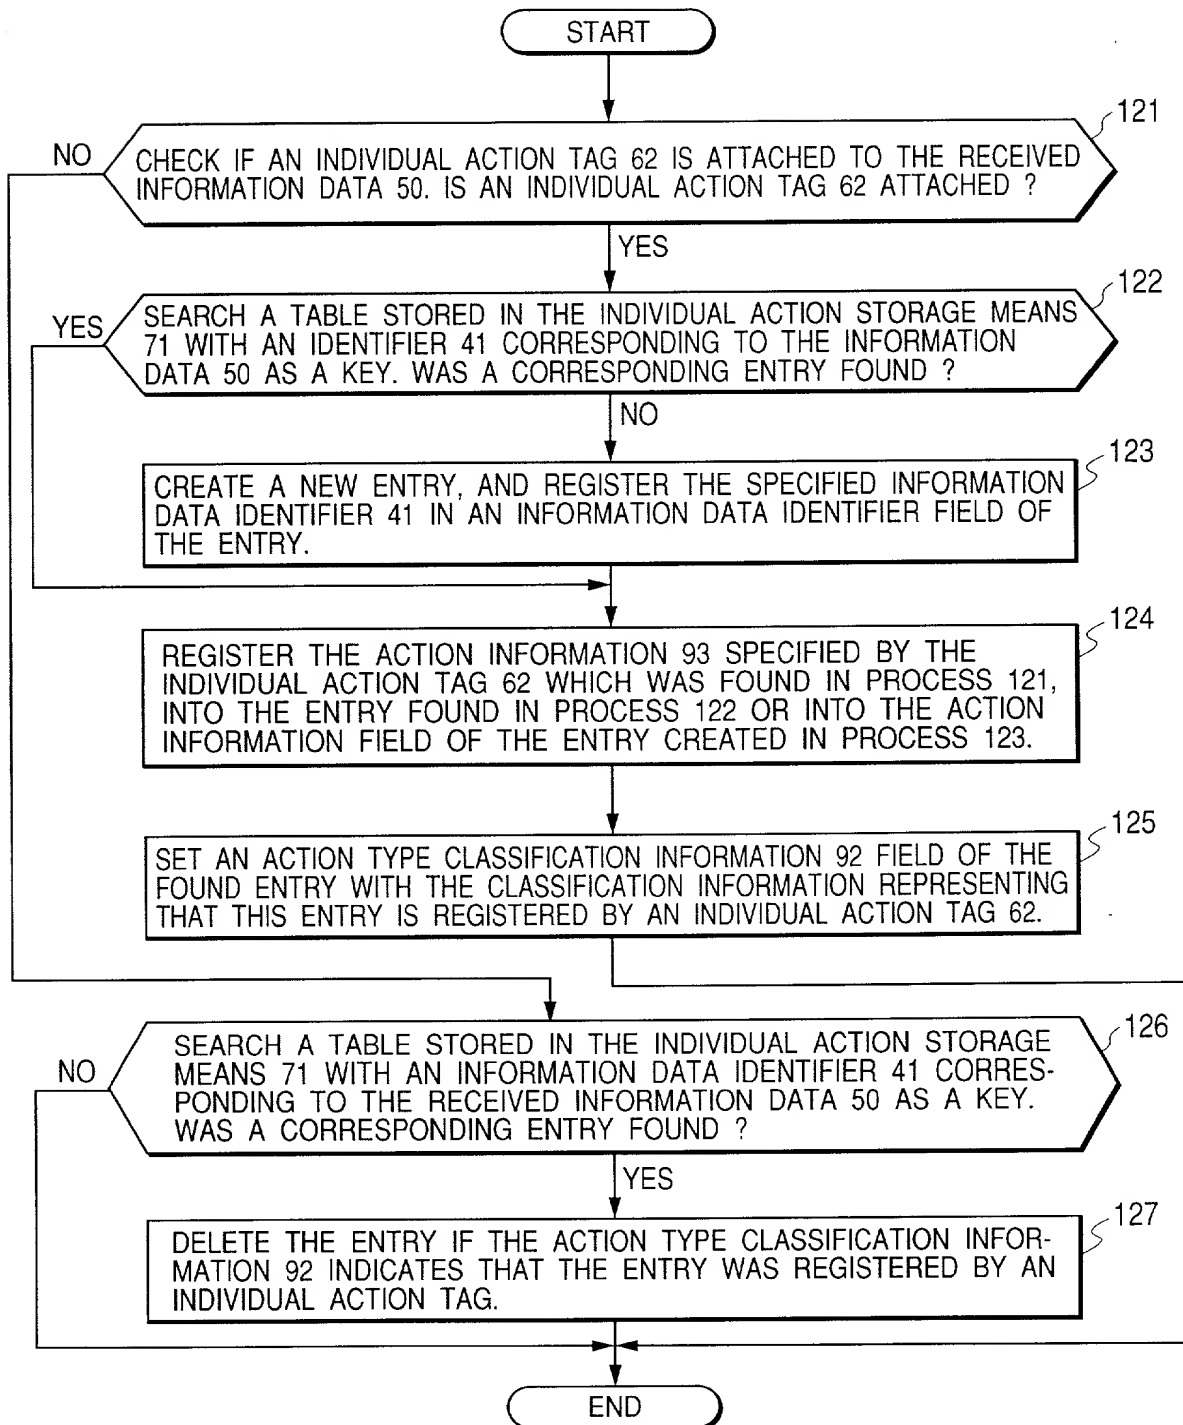 START
121
NO
CHECK IF AN INDIVIDUAL ACTION TAG 62 IS ATTACHED TO THE RECEIVED
INFORMATION DATA 50. IS AN INDIVIDUAL ACTION TAG 62 ATTACHED ?
YES
122
YES
SEARCH A TABLE STORED IN THE INDIVIDUAL ACTION STORAGE MEANS
71 WITH AN IDENTIFIER 41 CORRESPONDING TO THE INFORMATION
DATA 50 AS A KEY. WAS A CORRESPONDING ENTRY FOUND ?
NO
123
CREATE A NEW ENTRY, AND REGISTER THE SPECIFIED INFORMATION
DATA IDENTIFIER 41 IN AN INFORMATION DATA IDENTIFIER FIELD OF
THE ENTRY.
124
REGISTER THE ACTION INFORMATION 93 SPECIFIED BY THE
INDIVIDUAL ACTION TAG 62 WHICH WAS FOUND IN PROCESS 121,
INTO THE ENTRY FOUND IN PROCESS 122 OR INTO THE ACTION
INFORMATION FIELD OF THE ENTRY CREATED IN PROCESS 123.
125
SET AN ACTION TYPE CLASSIFICATION INFORMATION 92 FIELD OF THE
FOUND ENTRY WITH THE CLASSIFICATION INFORMATION REPRESENTING
THAT THIS ENTRY IS REGISTERED BY AN INDIVIDUAL ACTION TAG 62.
126
NO
SEARCH A TABLE STORED IN THE INDIVIDUAL ACTION STORAGE
MEANS 71 WITH AN INFORMATION DATA IDENTIFIER 41 CORRES-
PONDING TO THE RECEIVED INFORMATION DATA 50 AS A KEY.
WAS A CORRESPONDING ENTRY FOUND ?
YES
127
DELETE THE ENTRY IF THE ACTION TYPE CLASSIFICATION INFOR-
MATION 92 INDICATES THAT THE ENTRY WAS REGISTERED BY AN
INDIVIDUAL ACTION TAG.
END